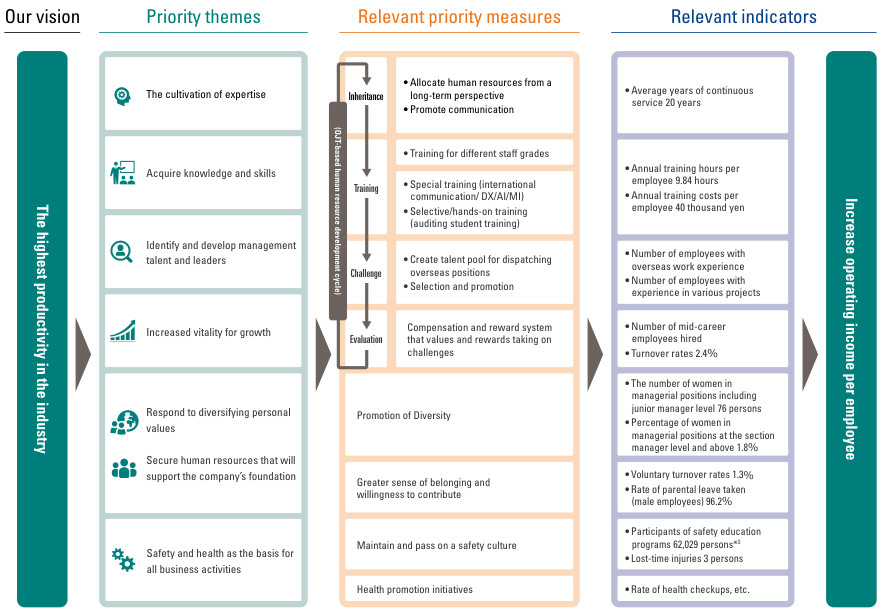 Our vision
Priority themes
Relevant priority measures
Relevant indicators
The highest productivity in the industry
The cultivation of expertise
Acquire knowledge and skills
Identify and develop management
talent and leaders
Increased vitality for growth
Respond to diversifying personal
values
Secure human resources that will
support the company's foundation
Safety and health as the basis for
all business activities
(OJT-based human resource development cycle)
Inheritance
• Allocate human resources from a
long-term perspective
• Promote communication
Training
• Training for different staff grades
• Special training (international
communication/ DX/AI/MI)
• Selective/hands-on training
(auditing student training)
Challenge
• Create talent pool for dispatching
overseas positions
• Selection and promotion
Evaluation
Compensation and reward system
that values and rewards taking on
challenges
Promotion of Diversity
Greater sense of belonging and
willingness to contribute
Maintain and pass on a safety culture
Health promotion initiatives
• Average years of continuous
service 20 years
• Annual training hours per
employee 9.84 hours
• Annual training costs per
employee 40 thousand yen
• Number of employees with
overseas work experience
• Number of employees with
experience in various projects
• Number of mid-career
employees hired
• Turnover rates 2.4%
• The number of women in
managerial positions including
junior manager level 76 persons
• Percentage of women in
managerial positions at the section
manager level and above 1.8%
• Voluntary turnover rates 1.3%
• Rate of parental leave taken
(male employees) 96.2%
• Participants of safety education
programs 62,029 persons*³
• Lost-time injuries 3 persons
• Rate of health checkups, etc.
Increase operating income per employee